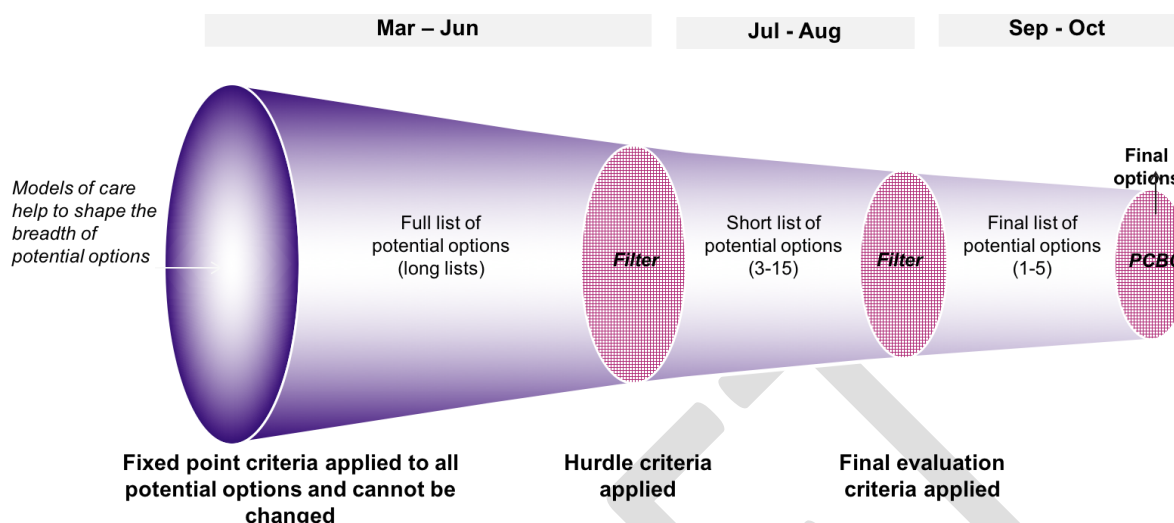 Mar – Jun
Jul - Aug
Sep - Oct
Models of care
help to shape the
breadth of
potential options
Full list of
potential options
(long lists)
Filter
Short list of
potential options
(3-15)
Filter
Final list of
potential options
(1-5)
Final
options
PCBC
Fixed point criteria applied to all
potential options and cannot be
changed
Hurdle criteria
applied
Final evaluation
criteria applied